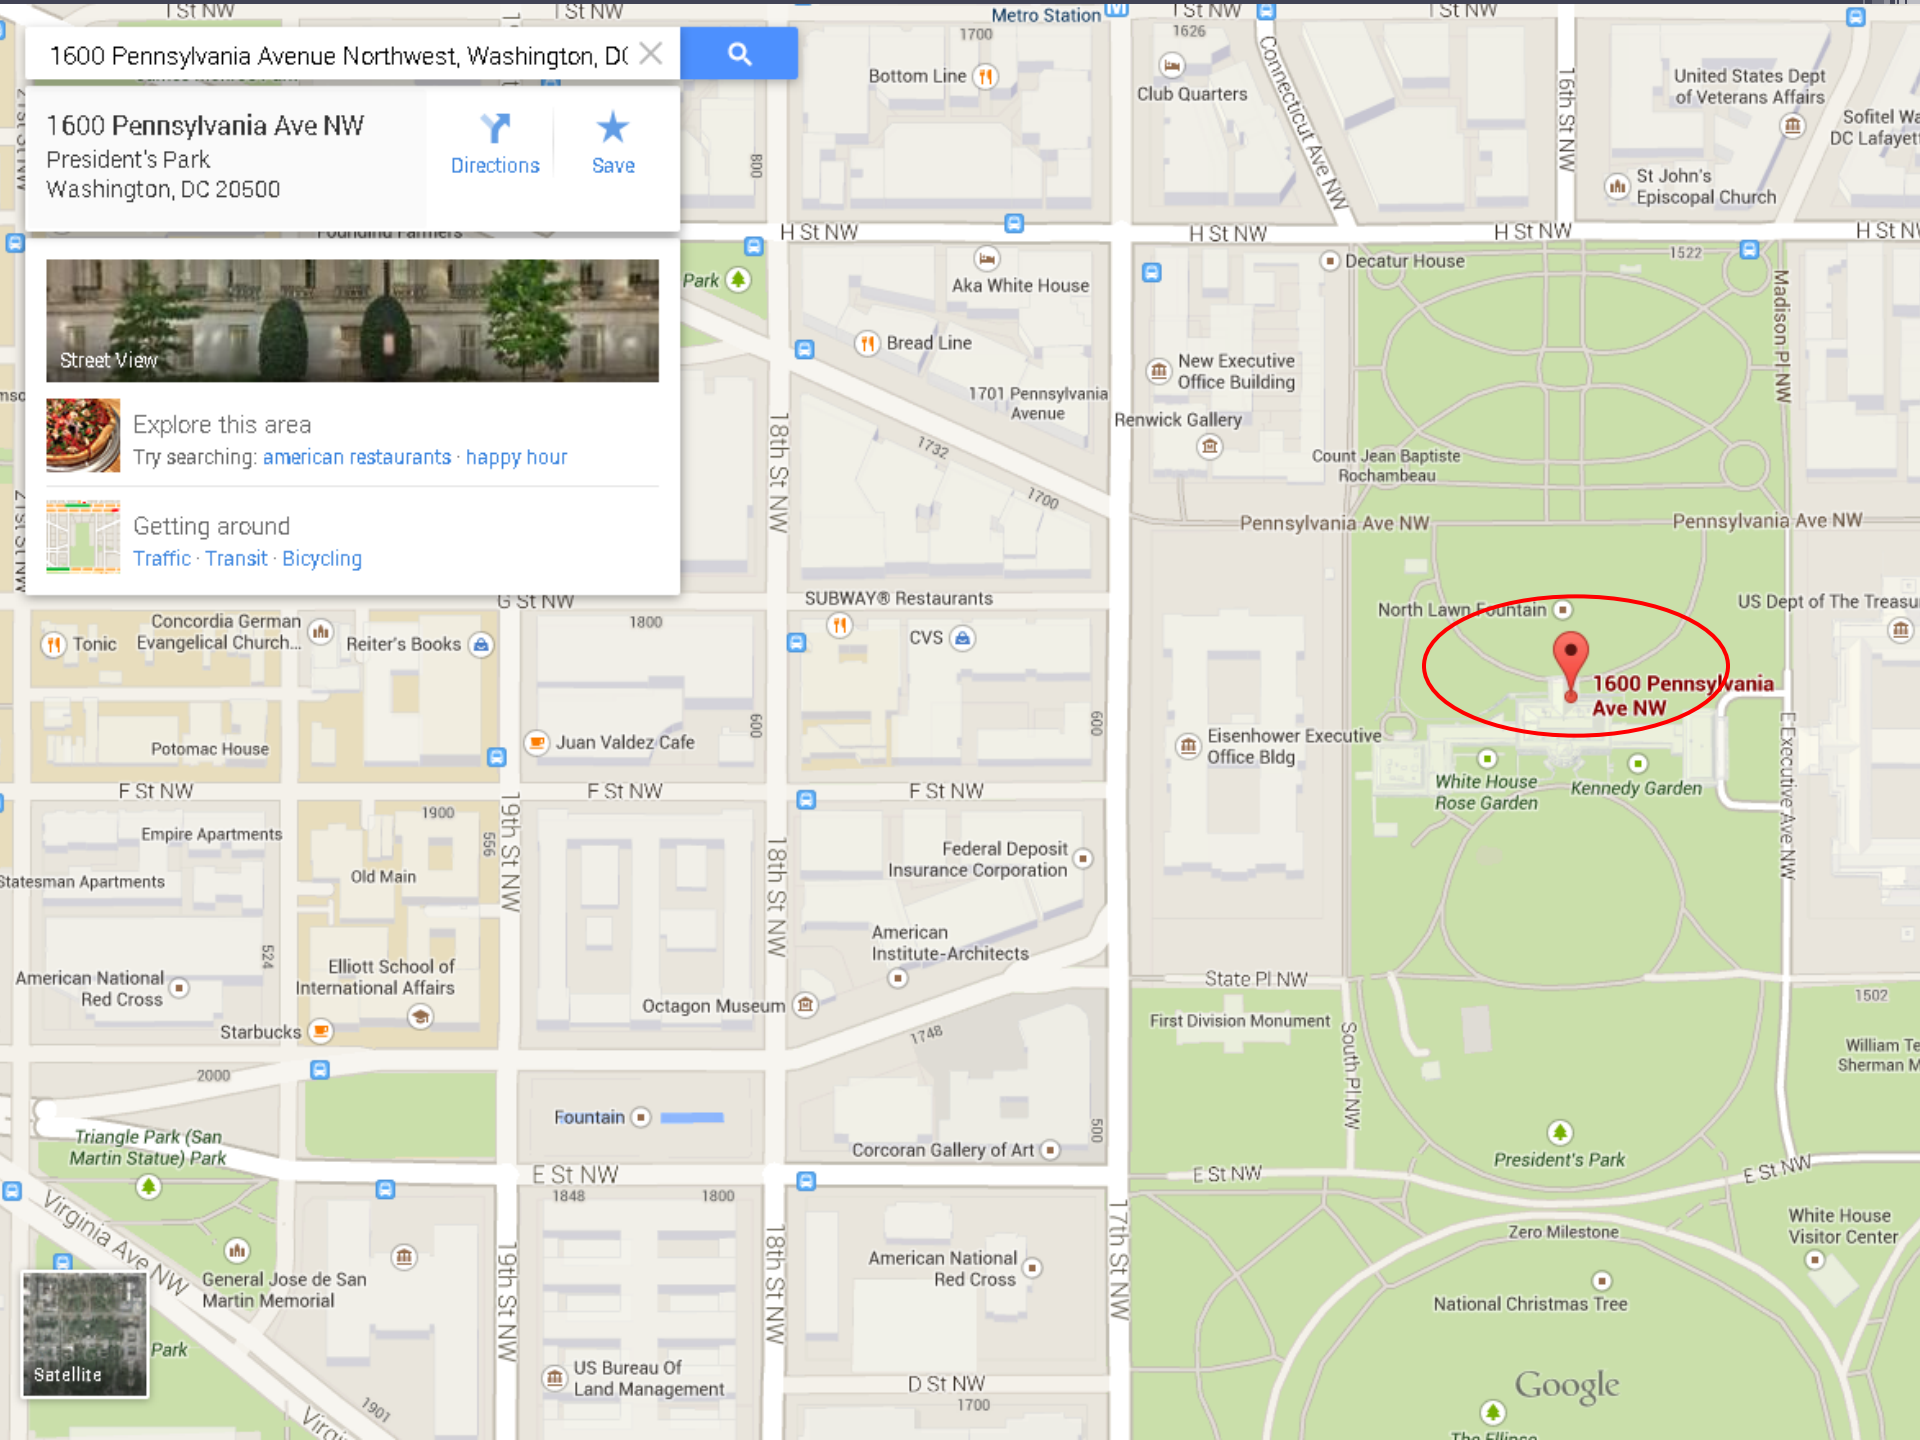 1600 Pennsylvania Avenue Northwest, Washington, DC
1600 Pennsylvania Ave NW
President's Park
Washington, DC 20500
Directions
Save
Street View
Explore this area
Try searching: american restaurants · happy hour
Getting around
Traffic · Transit · Bicycling
I St NW
I St NW
Metro Station
I St NW
I St NW
1700
1626
Bottom Line
Club Quarters
Connecticut Ave NW
16th St NW
United States Dept
of Veterans Affairs
Sofitel Wa
DC Lafayett
St John's
Episcopal Church
800
21st St NW
Founding Farmers
H St NW
H St NW
H St NW
H St NW
1522
Park
Aka White House
Decatur House
Madison Pl NW
Bread Line
New Executive
Office Building
1701 Pennsylvania
Avenue
Renwick Gallery
18th St NW
1732
1700
Count Jean Baptiste
Rochambeau
21st St NW
Pennsylvania Ave NW
Pennsylvania Ave NW
G St NW
SUBWAY® Restaurants
North Lawn Fountain
US Dept of The Treasu
Concordia German
Evangelical Church...
Tonic
Reiter's Books
1800
CVS
1600 Pennsylvania
Ave NW
600
600
Potomac House
Juan Valdez Cafe
Eisenhower Executive
Office Bldg
E Executive Ave NW
White House
Rose Garden
Kennedy Garden
F St NW
F St NW
F St NW
1900
556
19th St NW
Empire Apartments
Statesman Apartments
Old Main
18th St NW
Federal Deposit
Insurance Corporation
American
Institute-Architects
524
American National
Red Cross
Elliott School of
International Affairs
Octagon Museum
Starbucks
State Pl NW
1502
First Division Monument
South Pl NW
1748
William Te
Sherman M
2000
Fountain
500
Triangle Park (San
Martin Statue) Park
Corcoran Gallery of Art
President's Park
E St NW
E St NW
E St NW
1848
1800
Virginia Ave NW
19th St NW
18th St NW
17th St NW
White House
Visitor Center
Zero Milestone
General Jose de San
Martin Memorial
American National
Red Cross
National Christmas Tree
Park
Satellite
US Bureau Of
Land Management
D St NW
1700
Google
1901
Virgi
The Ellipse